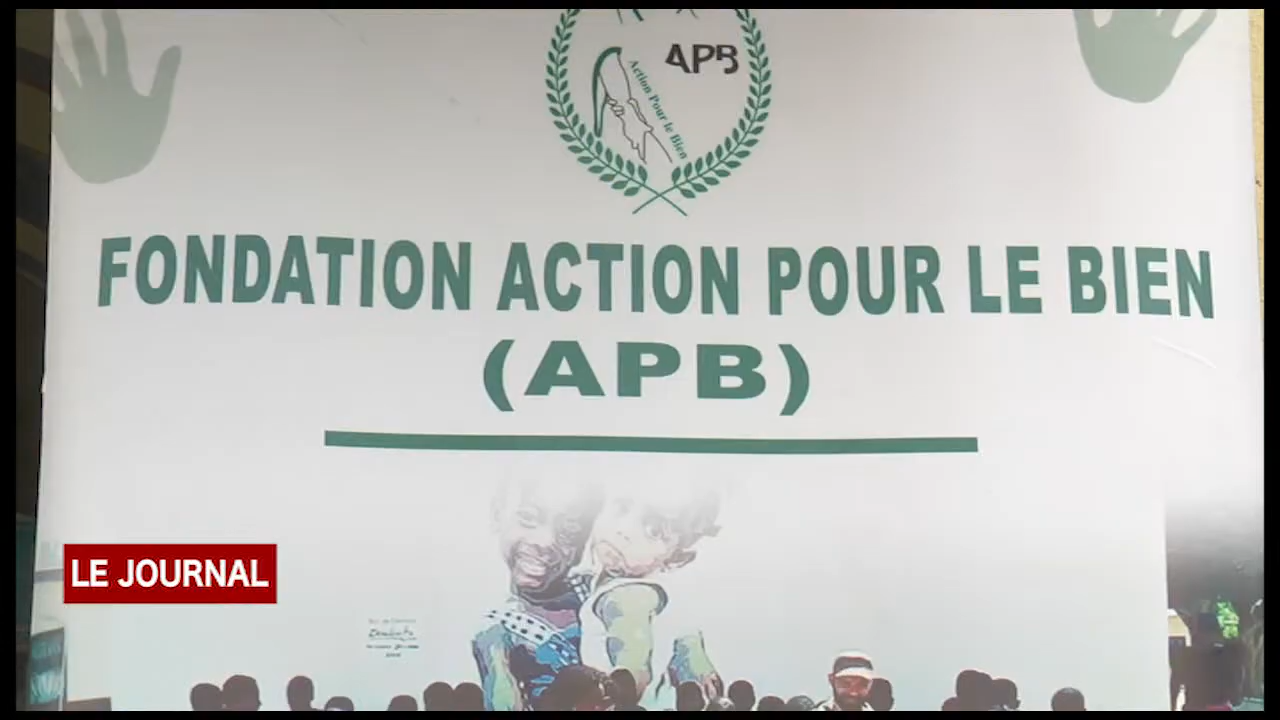 APB
Action Pour le Bien
FONDATION ACTION POUR LE BIEN
(APB)
LE JOURNAL